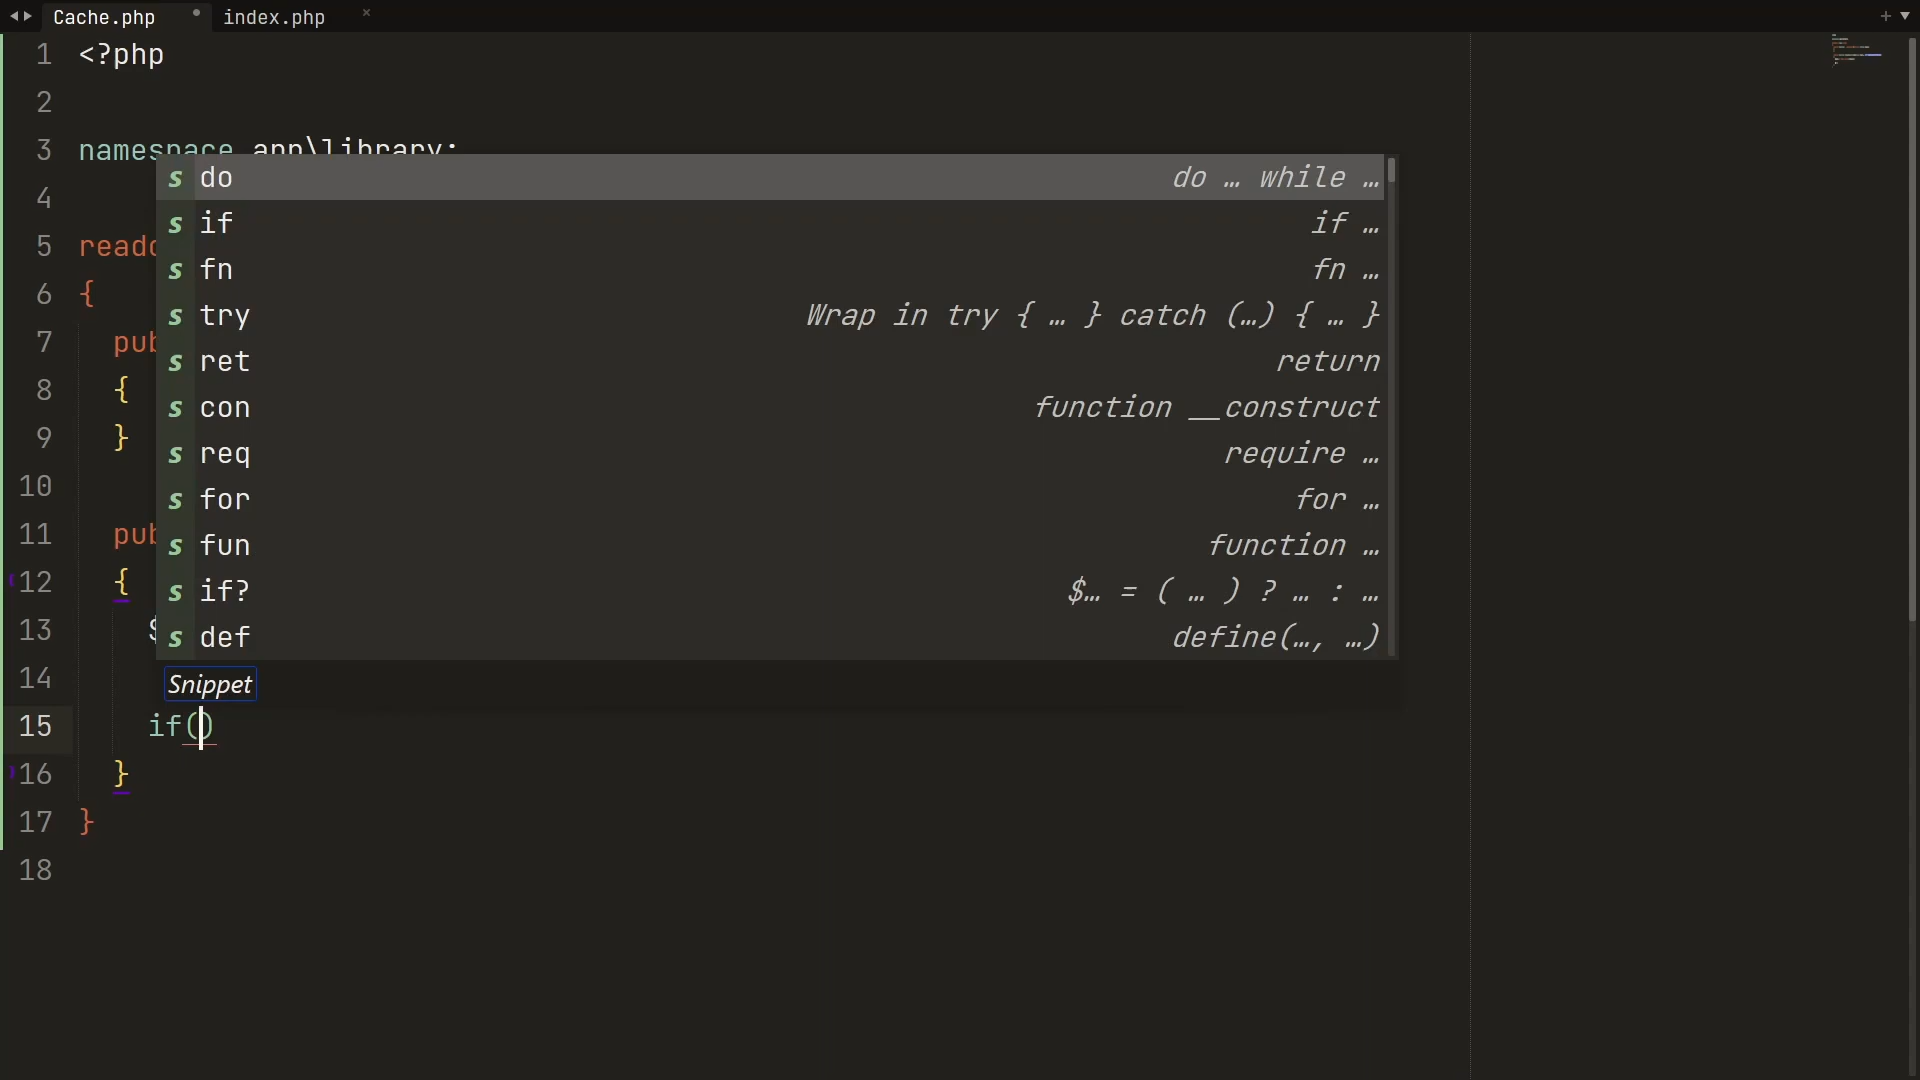 Cache.php index.php
1 <?php
2
3 namespace app\library;
4
do do … while …
if if …
5
fn fn …
6 {
try Wrap in try { … } catch (…) { … }
7 pub
ret return
8 {
con function __construct
9 }
req require …
10
for for …
11 pub
fun function …
12 {
if? $… = ( … ) ? … : …
13 $
def define(…, …)
14
Snippet
15 if()
16 }
17 }
18